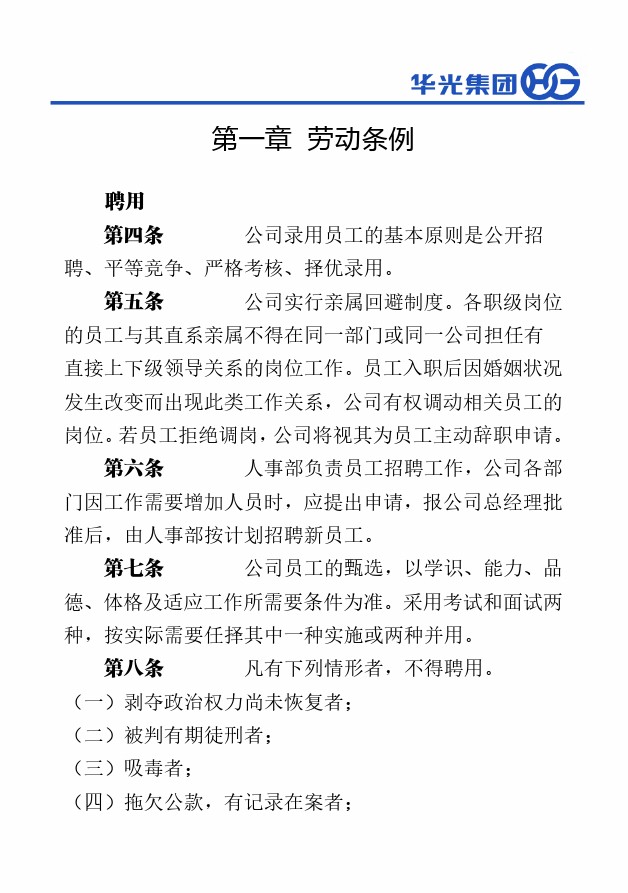 华光集团
第一章 劳动条例
聘用
第四条 公司录用员工的基本原则是公开招
聘、平等竞争、严格考核、择优录用。
第五条 公司实行亲属回避制度。各职级岗位
的员工与其直系亲属不得在同一部门或同一公司担任有
直接上下级领导关系的岗位工作。员工入职后因婚姻状况
发生改变而出现此类工作关系，公司有权调动相关员工的
岗位。若员工拒绝调岗，公司将视其为员工主动辞职申请。
第六条 人事部负责员工招聘工作，公司各部
门因工作需要增加人员时，应提出申请，报公司总经理批
准后，由人事部按计划招聘新员工。
第七条 公司员工的甄选，以学识、能力、品
德、体格及适应工作所需要条件为准。采用考试和面试两
种，按实际需要任择其中一种实施或两种并用。
第八条 凡有下列情形者，不得聘用。
（一）剥夺政治权力尚未恢复者；
（二）被判有期徒刑者；
（三）吸毒者；
（四）拖欠公款，有记录在案者；